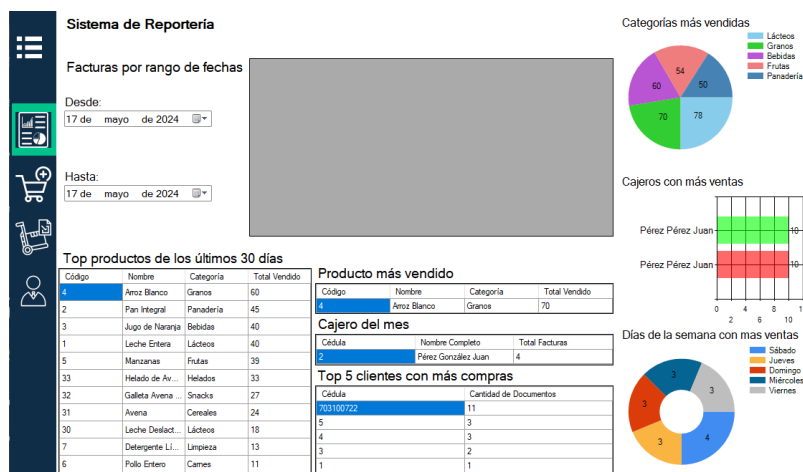 Sistema de Reportería
Facturas por rango de fechas
Desde:
17 de mayo de 2024
Hasta:
17 de mayo de 2024
Top productos de los últimos 30 días
Código Nombre Categoría Total Vendido
4 Arroz Blanco Granos 60
2 Pan Integral Panadería 45
3 Jugo de Naranja Bebidas 40
1 Leche Entera Lácteos 40
5 Manzanas Frutas 39
33 Helado de Av... Helados 33
32 Galleta Avena ... Snacks 27
31 Avena Cereales 24
30 Leche Deslact... Lácteos 18
7 Detergente Lí... Limpieza 13
6 Pollo Entero Carnes 11
Producto más vendido
Código Nombre Categoría Total Vendido
4 Arroz Blanco Granos 70
Cajero del mes
Cédula Nombre Completo Total Facturas
2 Pérez González Juan 4
Top 5 clientes con más compras
Cédula Cantidad de Documentos
703100722 11
5 3
4 3
3 2
1 1
Categorías más vendidas
Lácteos
Granos
Bebidas
Frutas
Panadería
54
60 50
70 78
Cajeros con más ventas
Pérez Pérez Juan 10
Pérez Pérez Juan 10
0 4 8
2 6 10
Días de la semana con mas ventas
Sábado
Jueves
Domingo
Miércoles
Viernes
3
3
3
3
4